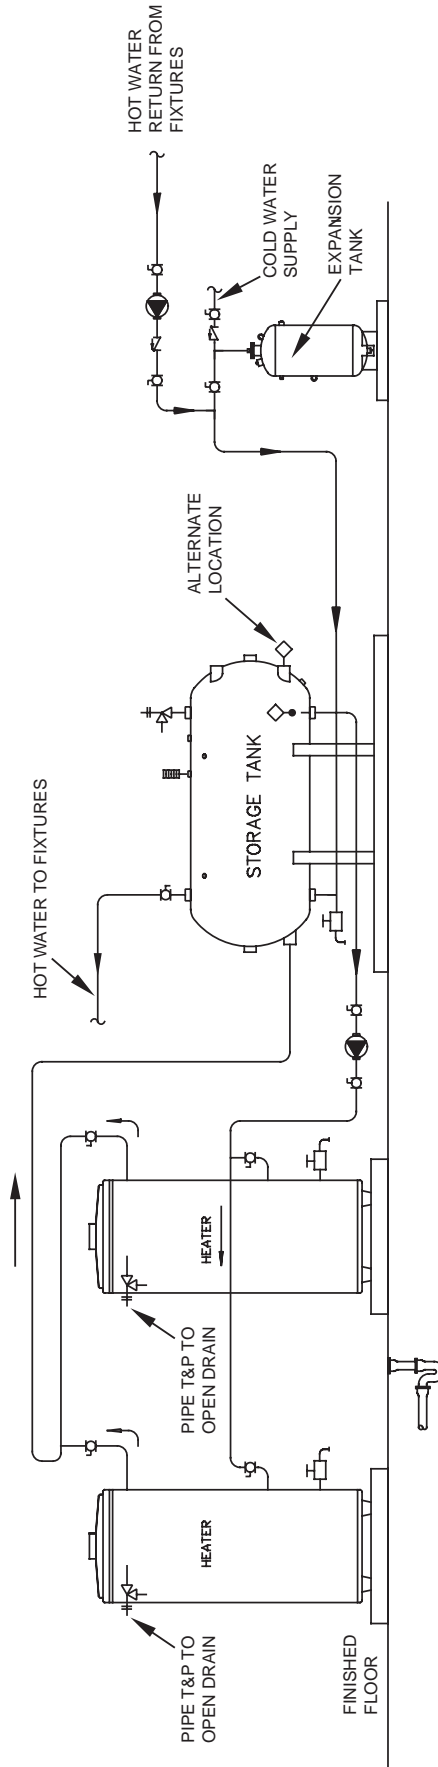 PIPE T&P TO
OPEN DRAIN
HEATER
FINISHED
FLOOR
PIPE T&P TO
OPEN DRAIN
HEATER
HOT WATER TO FIXTURES
STORAGE TANK
ALTERNATE
LOCATION
HOT WATER
RETURN FROM
FIXTURES
COLD WATER
SUPPLY
EXPANSION
TANK